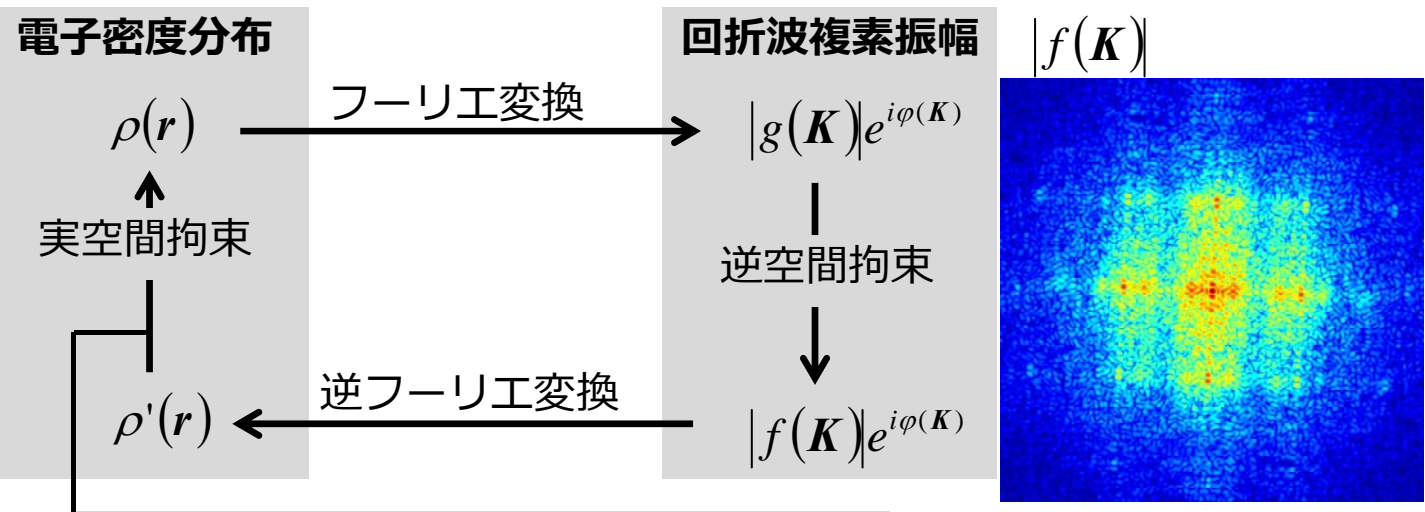 電子密度分布
回折波複素振幅
|f(K)|
フーリエ変換
ρ(r)
|g(K)|e^{iφ(K)}
実空間拘束
逆空間拘束
逆フーリエ変換
ρ'(r)
|f(K)|e^{iφ(K)}